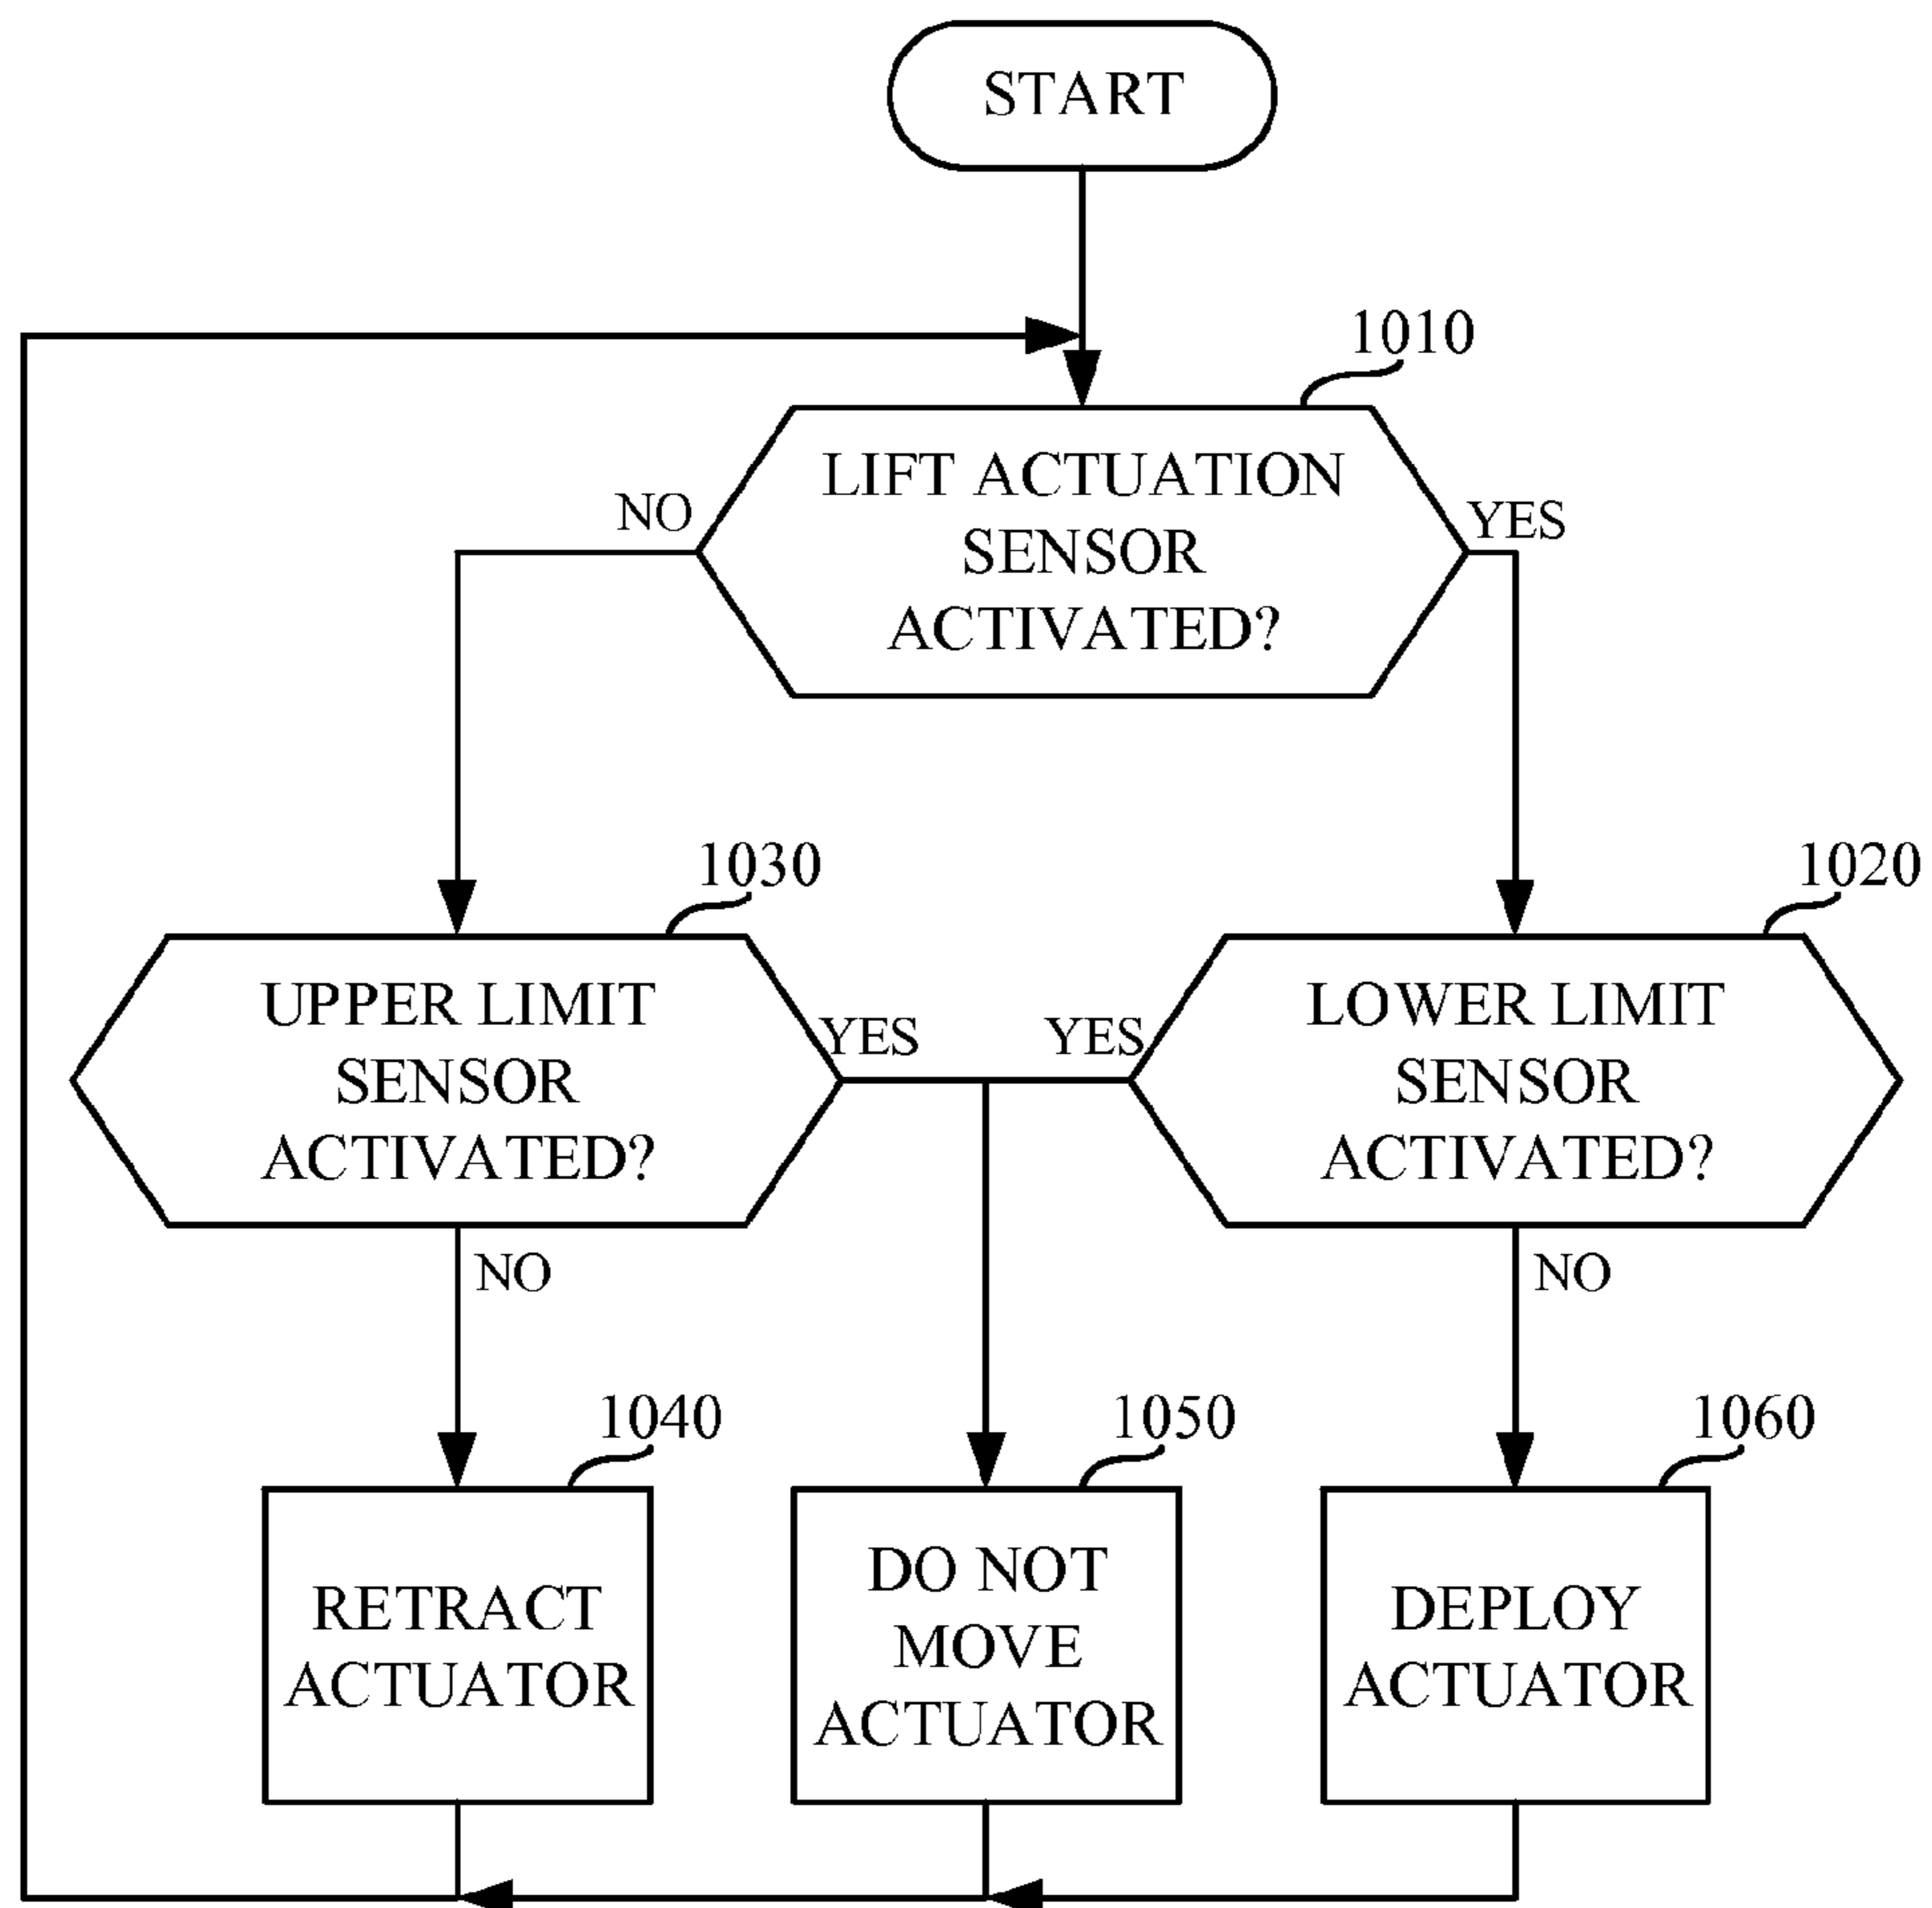 START
1010
LIFT ACTUATION
SENSOR
ACTIVATED?
NO
YES
1030
1020
UPPER LIMIT
SENSOR
ACTIVATED?
YES
YES
LOWER LIMIT
SENSOR
ACTIVATED?
NO
NO
1040
1050
1060
RETRACT
ACTUATOR
DO NOT
MOVE
ACTUATOR
DEPLOY
ACTUATOR